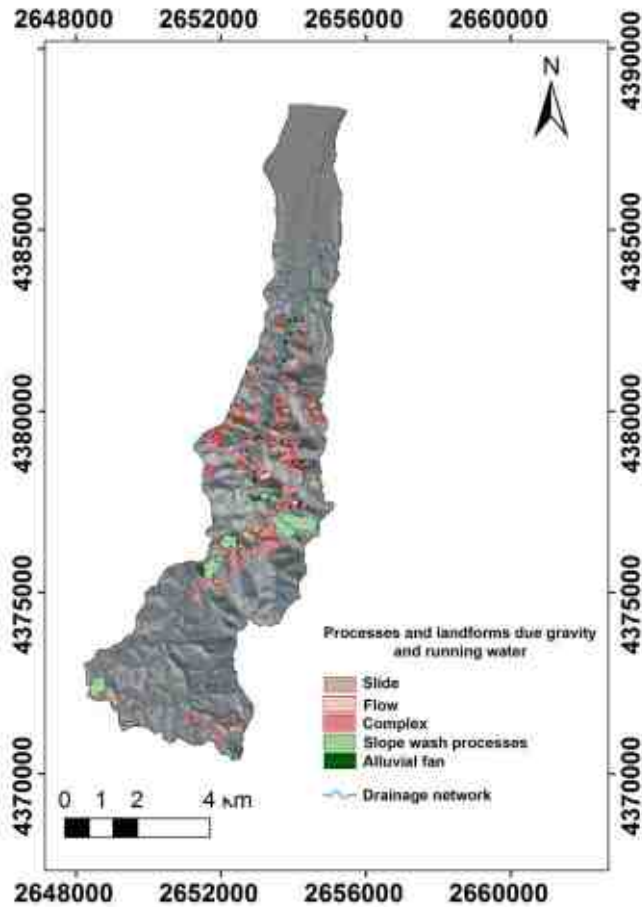 2648000 2652000 2656000 2660000
4390000
N
4385000 4385000
4380000 4380000
4375000 4375000
Processes and landforms due gravity
and running water
Slide
Flow
Complex
Slope wash processes
Alluvial fan
Drainage network
4370000 4370000
0 1 2 4 км
2648000 2652000 2656000 2660000